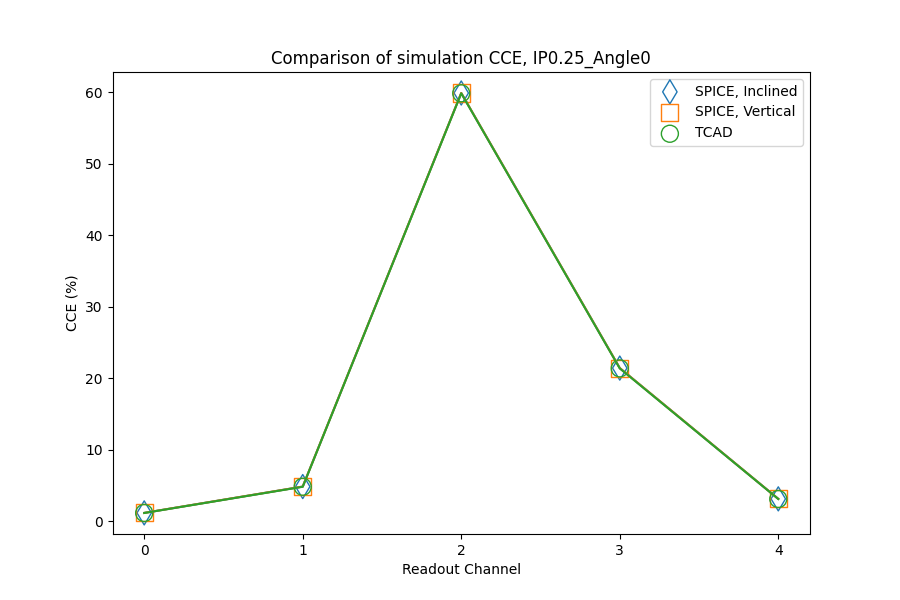 Comparison of simulation CCE, IP0.25_Angle0
SPICE, Inclined
SPICE, Vertical
TCAD
CCE (%)
60
50
40
30
20
10
0
0 1 2 3 4
Readout Channel